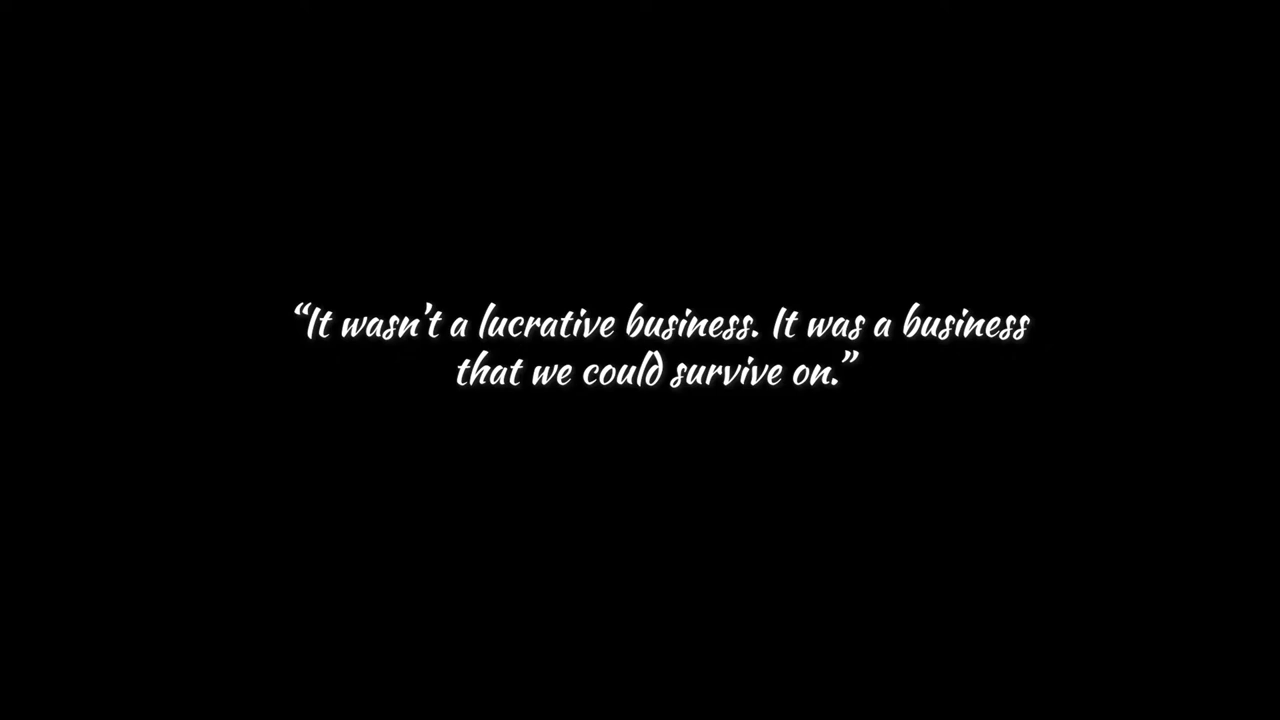 “It wasn’t a lucrative business. It was a business
that we could survive on.”